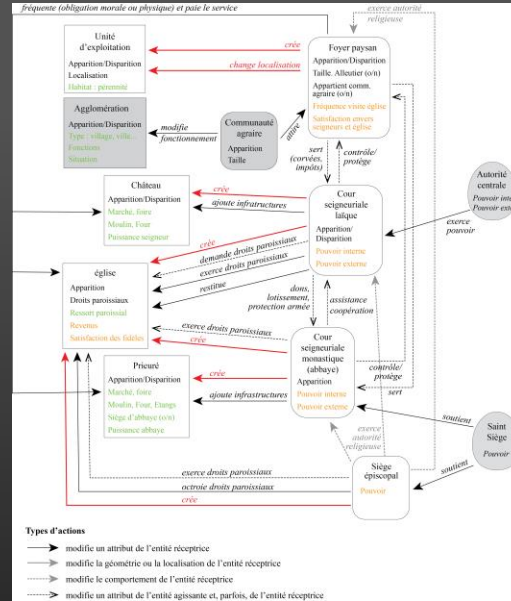 fréquente (obligation morale ou physique) et paie le service
exerce autorité
religieuse
Unité
d'exploitation
Apparition/Disparition
Localisation
Habitat : pérennité
crée
change localisation
Foyer paysan
Apparition/Disparition
Taille. Alleutier (o/n)
Appartient comm.
agraire (o/n)
Fréquence visite église
Satisfaction envers
seigneurs et église
Agglomération
Apparition/Disparition
Type : village, villa...
Fonctions
Situation
modifie
fonctionnement
Communauté
agraire
Apparition
Taille
attire
sert
(corvées,
impôts)
contrôle/
protège
Château
Apparition/Disparition
Marché, foire
Moulin, Four
Puissance seigneur
crée
ajoute infratructures
Cour
seigneuriale
laïque
Apparition/
Disparition
Pouvoir interne
Pouvoir externe
Autorité
centrale
Pouvoir inte
Pouvoir exte
exerce
pouvoir
crée
demande droits paroissiaux
exerce droits paroissiaux
restitue
église
Apparition
Droits paroissiaux
Ressort paroissial
Revenus
Satisfaction des fidèles
dons,
lotissement,
protection armée
assistance
coopération
exerce droits paroissiaux
crée
Cour
seigneuriale
monastique
(abbaye)
Apparition
Pouvoir interne
Pouvoir externe
contrôle/
protège
sert
Prieuré
Apparition/Disparition
Marché, foire
Moulin, Four, Etangs
Siège d'abbaye (o/n)
Puissance abbaye
crée
ajoute infrastructures
exerce
autorité
religieuse
soutient
soutient
Saint
Siège
Pouvoir
Siège
épiscopal
Pouvoir
exerce droits paroissiaux
octroie droits paroissiaux
crée
Types d'actions
modifie un attribut de l'entité réceptrice
modifie la géométrie ou la localisation de l'entité réceptrice
modifie le comportement de l'entité réceptrice
modifie un attribut de l'entité agissante et, parfois, de l'entité réceptrice